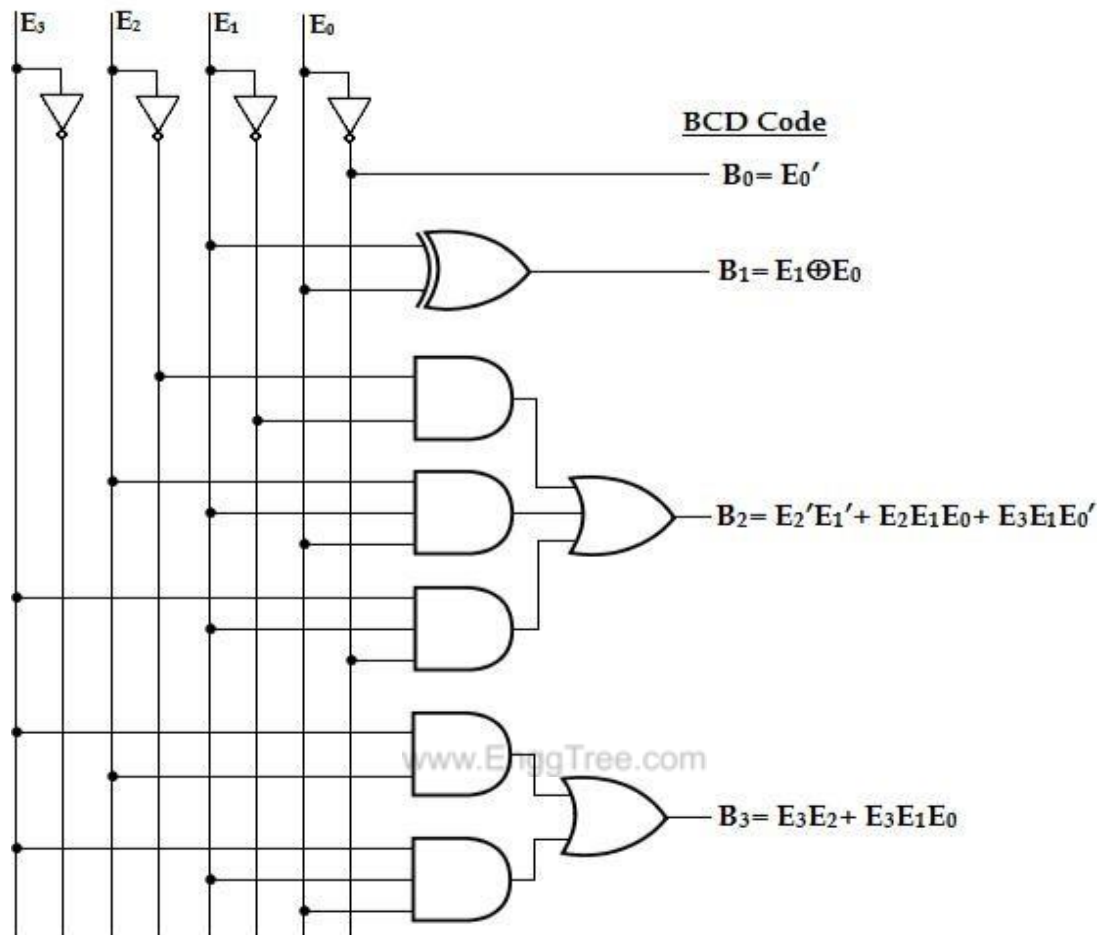 E₃ E₂ E₁ E₀
BCD Code
B₀= E₀′
B₁= E₁⊕E₀
B₂= E₂′E₁′+ E₂E₁E₀+ E₃E₁E₀′
www.EnggTree.com
B₃= E₃E₂+ E₃E₁E₀